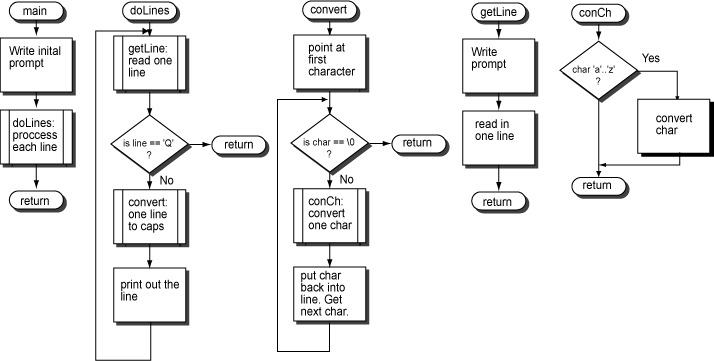 main
Write inital
prompt
doLines:
proccess
each line
return
doLines
getLine:
read one
line
is line == 'Q'
?
return
No
convert:
one line
to caps
print out the
line
convert
point at
first
character
is char == \0
?
return
No
conCh:
convert
one char
put char
back into
line. Get
next char.
getLine
Write
prompt
read in
one line
return
conCh
char 'a'..'z'
?
Yes
convert
char
return